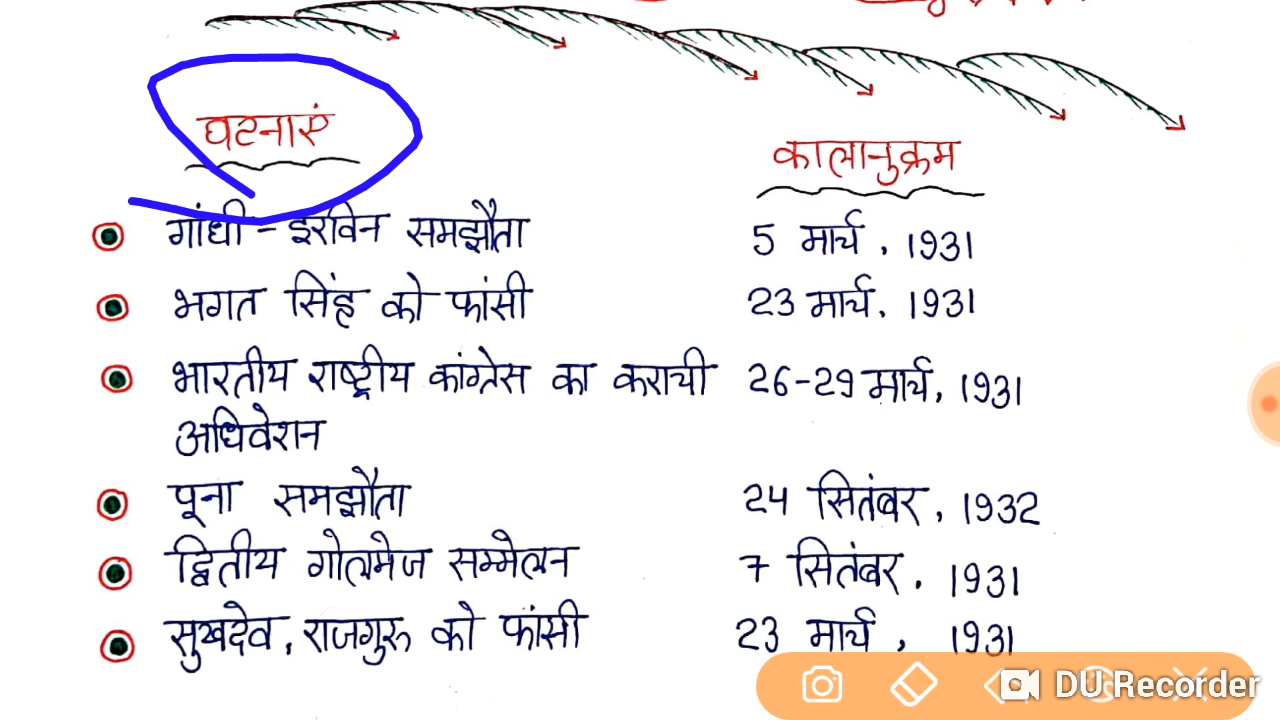 घटनाएं
कालानुक्रम
गांधी - इरविन समझौता 5 मार्च, 1931
भगत सिंह को फांसी 23 मार्च, 1931
भारतीय राष्ट्रीय कांग्रेस का कराची 26-29 मार्च, 1931
अधिवेशन
पूना समझौता 24 सितंबर, 1932
द्वितीय गोलमेज सम्मेलन 7 सितंबर, 1931
सुखदेव, राजगुरु को फांसी 23 मार्च, 1931
DU Recorder